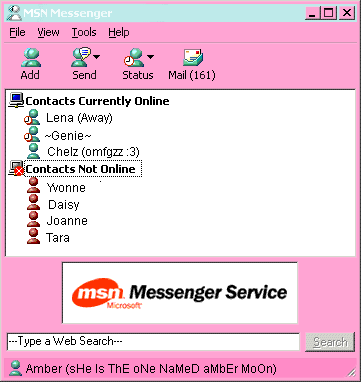 MSN Messenger
File View Tools Help
Add Send Status Mail (161)
Contacts Currently Online
Lena (Away)
~Genie~
Chelz (omfgzz :3)
Contacts Not Online
Yvonne
Daisy
Joanne
Tara
msn Messenger Service
Microsoft®
---Type a Web Search--- Search
Amber (sHe Is ThE oNe NaMeD aMbEr MoOn)